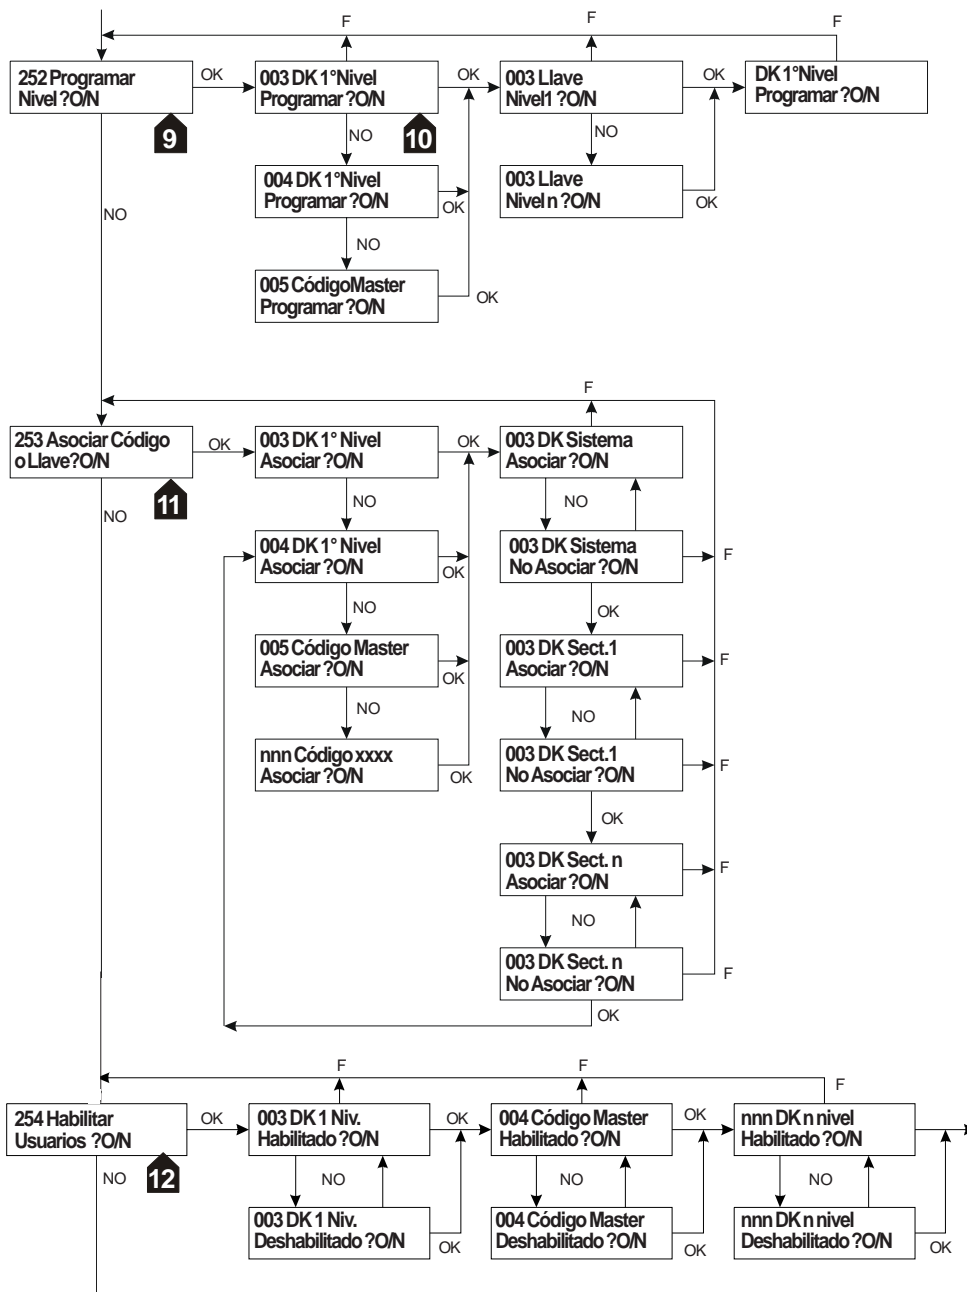 F
F
F
252 Programar
Nivel ?O/N
OK
003 DK 1°Nivel
Programar ?O/N
OK
003 Llave
Nivel1 ?O/N
OK
DK 1°Nivel
Programar ?O/N
9
NO
10
NO
004 DK 1°Nivel
Programar ?O/N
OK
003 Llave
Nivel n ?O/N
OK
NO
NO
005 CódigoMaster
Programar ?O/N
OK
F
253 Asociar Código
o Llave?O/N
OK
003 DK 1° Nivel
Asociar ?O/N
OK
003 DK Sistema
Asociar ?O/N
11
NO
NO
NO
004 DK 1° Nivel
Asociar ?O/N
OK
003 DK Sistema
No Asociar ?O/N
F
NO
OK
005 Código Master
Asociar ?O/N
OK
003 DK Sect.1
Asociar ?O/N
F
NO
NO
nnn Código xxxx
Asociar ?O/N
OK
003 DK Sect.1
No Asociar ?O/N
F
OK
003 DK Sect. n
Asociar ?O/N
F
NO
003 DK Sect. n
No Asociar ?O/N
F
OK
F
F
F
254 Habilitar
Usuarios ?O/N
OK
003 DK 1 Niv.
Habilitado ?O/N
OK
004 Código Master
Habilitado ?O/N
OK
nnn DK n nivel
Habilitado ?O/N
NO
12
NO
NO
NO
003 DK 1 Niv.
Deshabilitado ?O/N
OK
004 Código Master
Deshabilitado ?O/N
OK
nnn DK n nivel
Deshabilitado ?O/N
OK